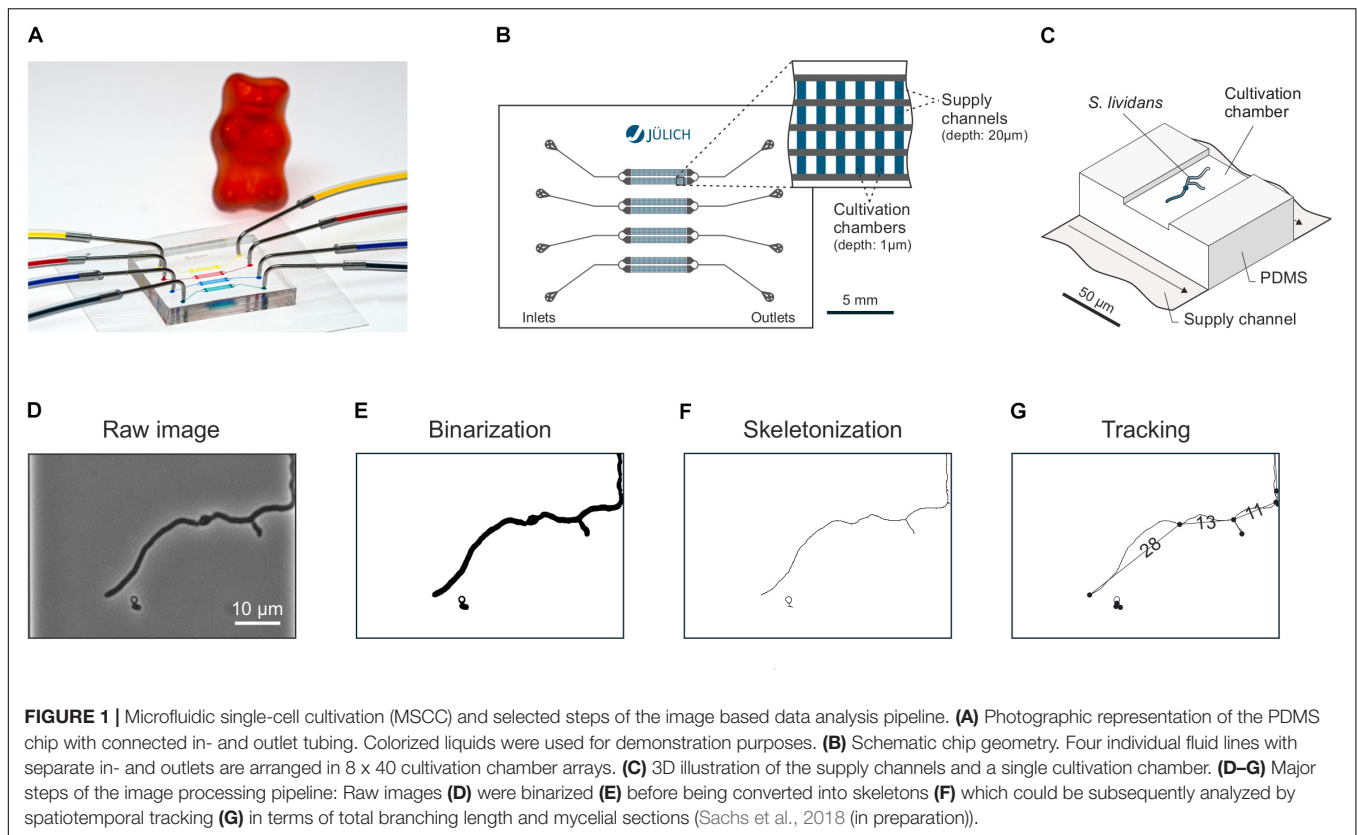 A
B
C
JÜLICH
Supply
channels
(depth: 20µm)
Cultivation
chambers
(depth: 1µm)
Inlets
Outlets
5 mm
S. lividans
Cultivation
chamber
PDMS
50 µm
Supply channel
D
E
F
G
Raw image
Binarization
Skeletonization
Tracking
10 µm
28
13
11
FIGURE 1 | Microfluidic single-cell cultivation (MSCC) and selected steps of the image based data analysis pipeline. (A) Photographic representation of the PDMS
chip with connected in- and outlet tubing. Colorized liquids were used for demonstration purposes. (B) Schematic chip geometry. Four individual fluid lines with
separate in- and outlets are arranged in 8 x 40 cultivation chamber arrays. (C) 3D illustration of the supply channels and a single cultivation chamber. (D–G) Major
steps of the image processing pipeline: Raw images (D) were binarized (E) before being converted into skeletons (F) which could be subsequently analyzed by
spatiotemporal tracking (G) in terms of total branching length and mycelial sections (Sachs et al., 2018 (in preparation)).